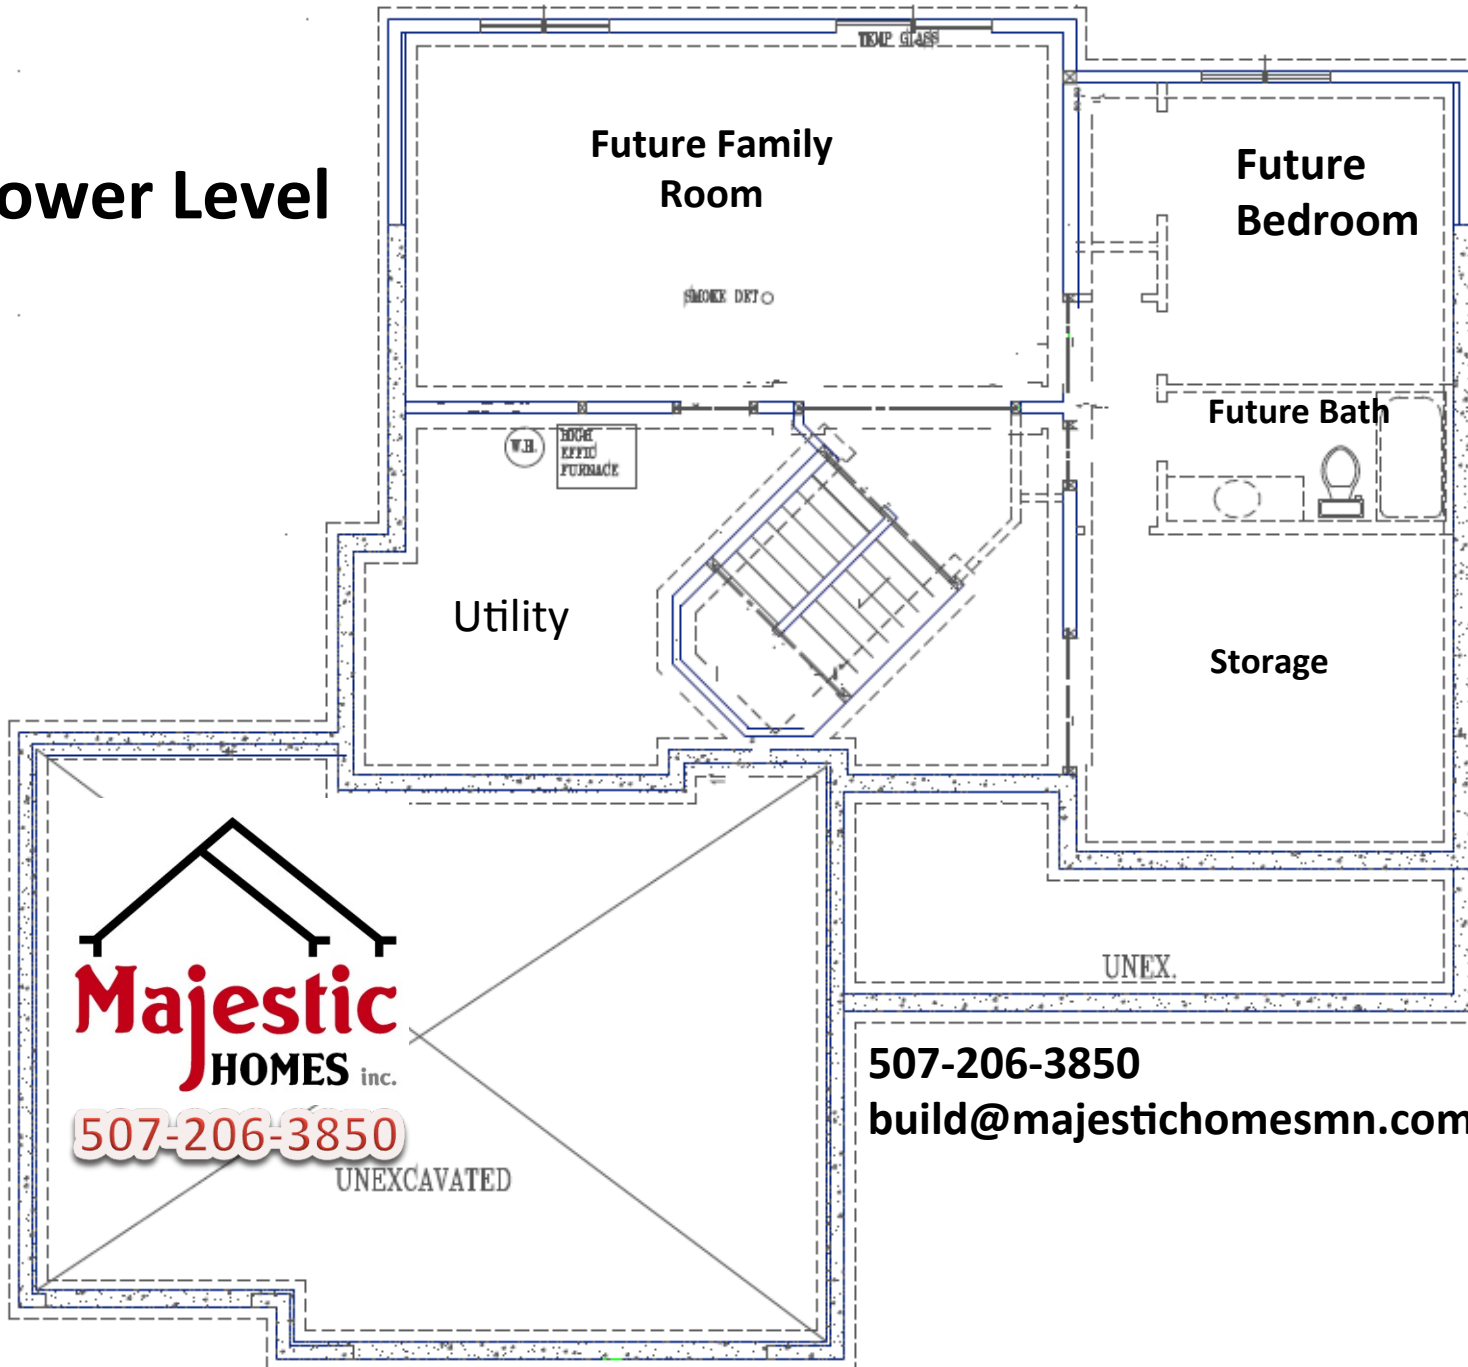 TEMP GLASS
Future Family
Room
Future
Bedroom
ower Level
SMOKE DET
Future Bath
W.H.
HIGH
EFFIC
FURNACE
Utility
Storage
UNEX.
Majestic
HOMES inc.
507-206-3850
507-206-3850
build@majestichomesmn.com
UNEXCAVATED